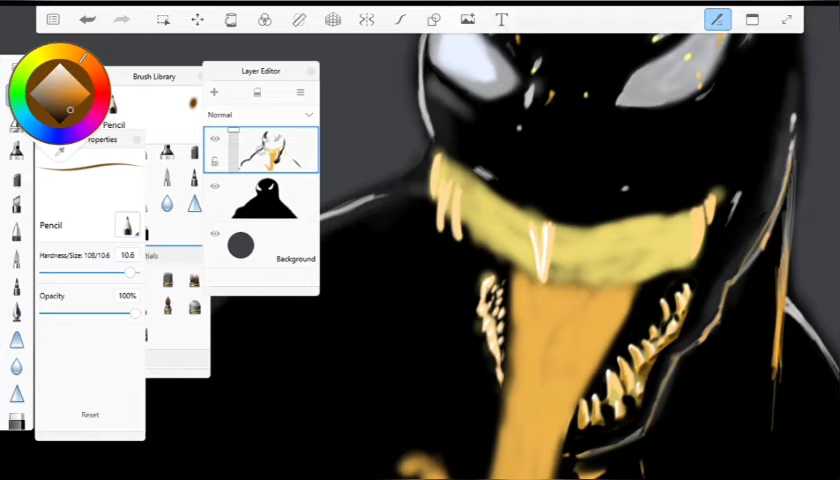 T
Brush Library
Layer Editor
Pencil
roperties
Normal
Pencil
Hardness/Size: 108/10.6 10.6
ntials
Background
Opacity 100%
Reset